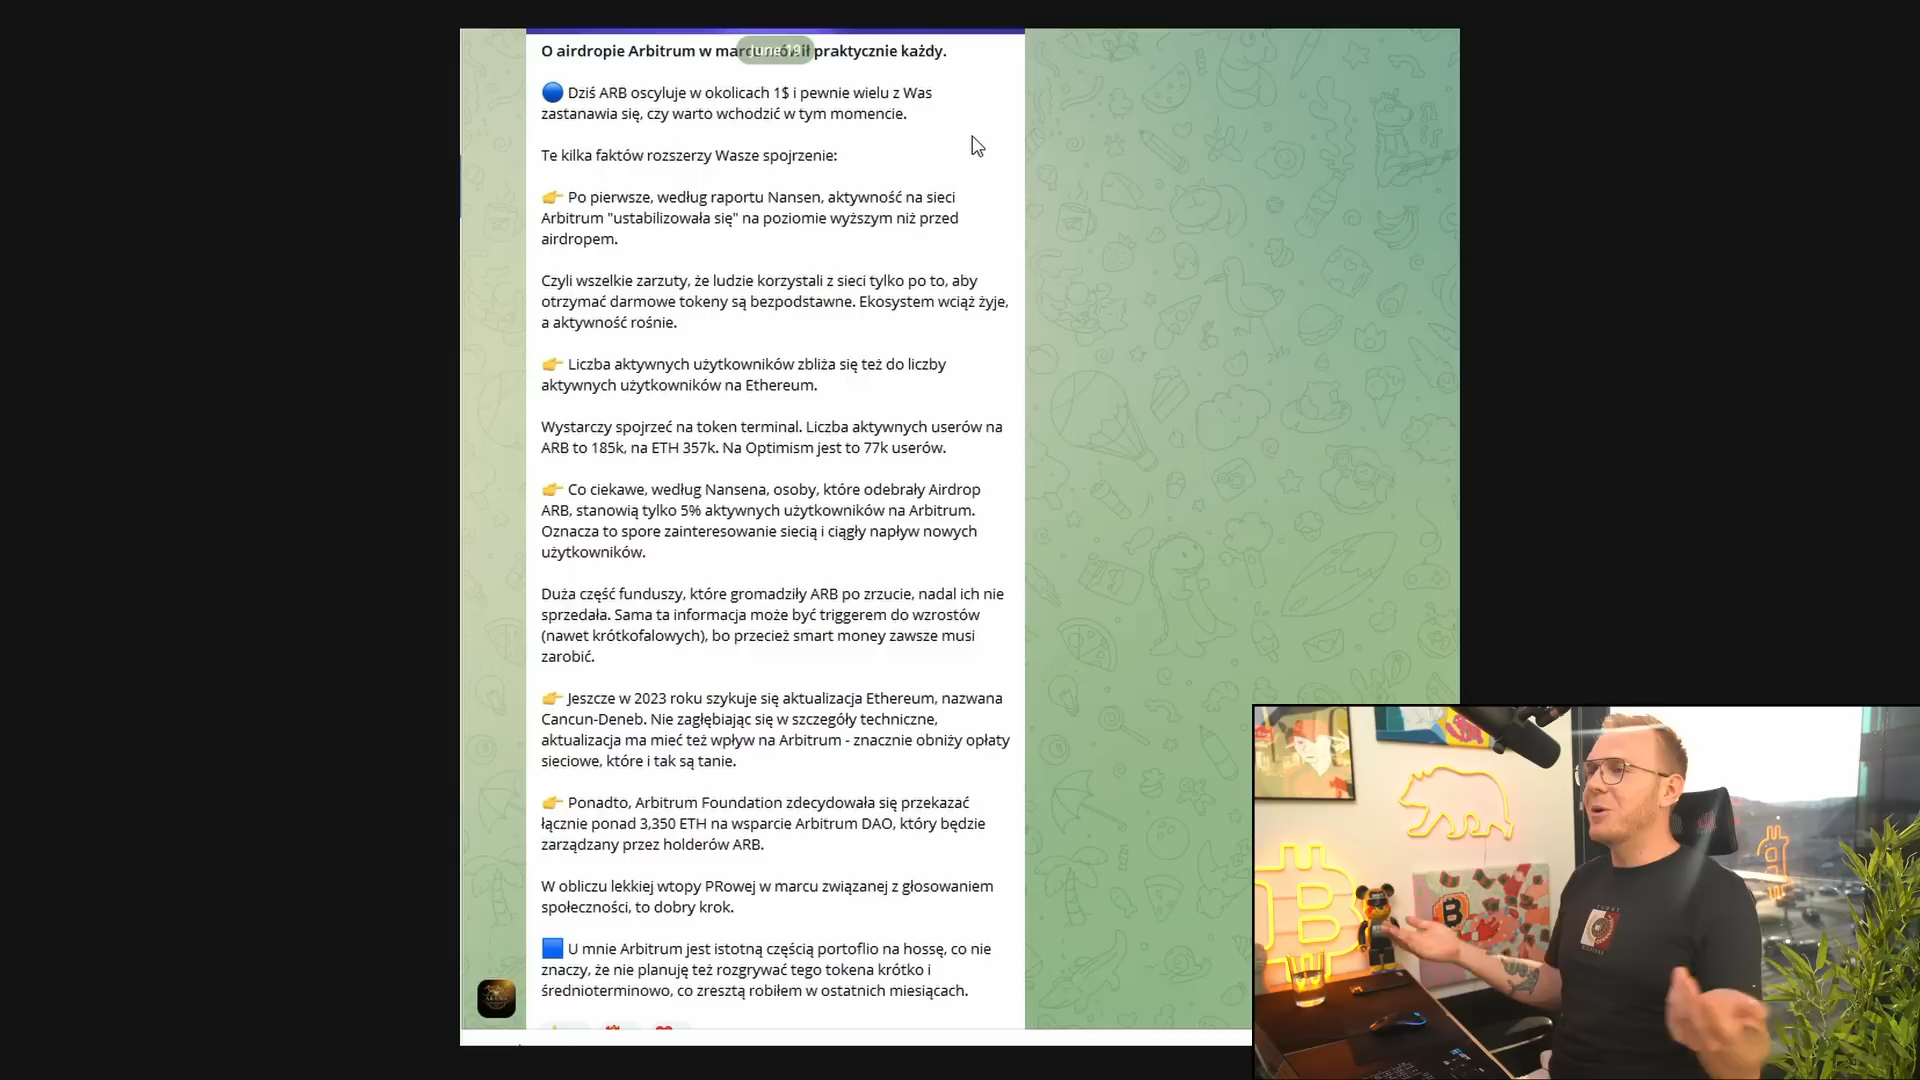 O airdropie Arbitrum w marcu mówił praktycznie każdy.
June 19
🔵 Dziś ARB oscyluje w okolicach 1$ i pewnie wielu z Was
zastanawia się, czy warto wchodzić w tym momencie.
Te kilka faktów rozszerzy Wasze spojrzenie:
👉 Po pierwsze, według raportu Nansen, aktywność na sieci
Arbitrum "ustabilizowała się" na poziomie wyższym niż przed
airdropem.
Czyli wszelkie zarzuty, że ludzie korzystali z sieci tylko po to, aby
otrzymać darmowe tokeny są bezpodstawne. Ekosystem wciąż żyje,
a aktywność rośnie.
👉 Liczba aktywnych użytkowników zbliża się też do liczby
aktywnych użytkowników na Ethereum.
Wystarczy spojrzeć na token terminal. Liczba aktywnych userów na
ARB to 185k, na ETH 357k. Na Optimism jest to 77k userów.
👉 Co ciekawe, według Nansena, osoby, które odebrały Airdrop
ARB, stanowią tylko 5% aktywnych użytkowników na Arbitrum.
Oznacza to spore zainteresowanie siecią i ciągły napływ nowych
użytkowników.
Duża część funduszy, które gromadziły ARB po zrzucie, nadal ich nie
sprzedała. Sama ta informacja może być triggerem do wzrostów
(nawet krótkofalowych), bo przecież smart money zawsze musi
zarobić.
👉 Jeszcze w 2023 roku szykuje się aktualizacja Ethereum, nazwana
Cancun-Deneb. Nie zagłębiając się w szczegóły techniczne,
aktualizacja ma mieć też wpływ na Arbitrum - znacznie obniży opłaty
sieciowe, które i tak są tanie.
👉 Ponadto, Arbitrum Foundation zdecydowała się przekazać
łącznie ponad 3,350 ETH na wsparcie Arbitrum DAO, który będzie
zarządzany przez holderów ARB.
W obliczu lekkiej wtopy PRowej w marcu związanej z głosowaniem
społeczności, to dobry krok.
🟦 U mnie Arbitrum jest istotną częścią portoflio na hossę, co nie
znaczy, że nie planuję też rozgrywać tego tokena krótko i
średnioterminowo, co zresztą robiłem w ostatnich miesiącach.